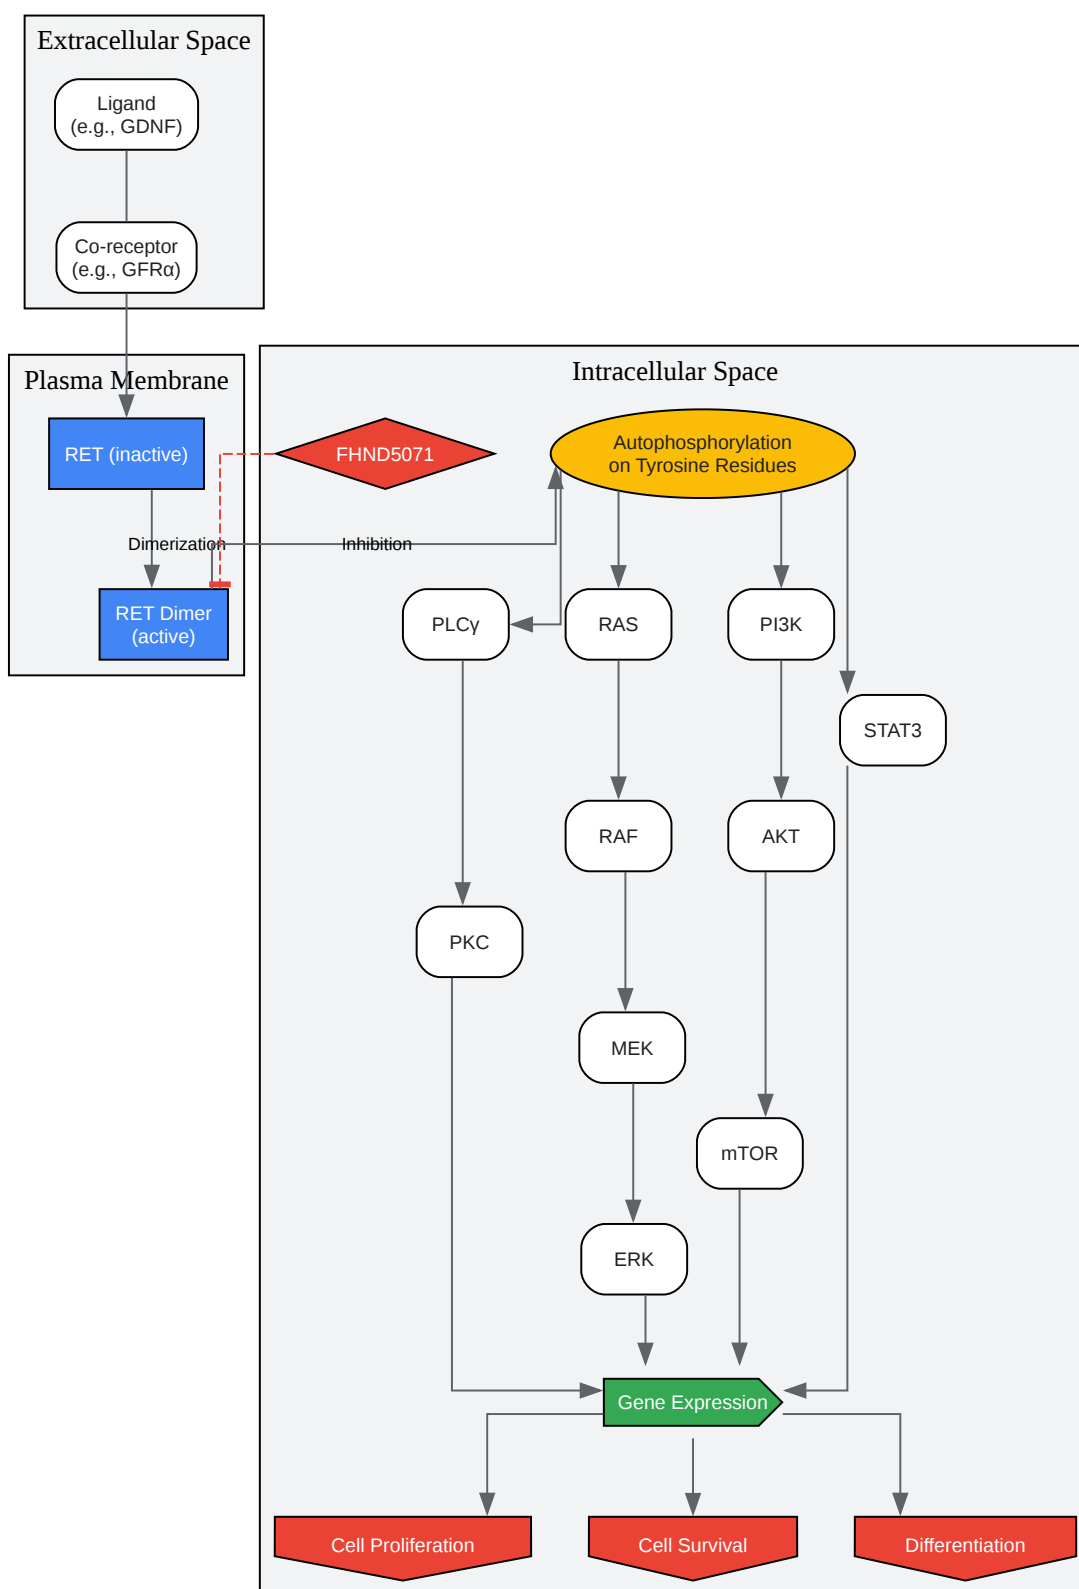 Extracellular Space
Ligand
(e.g., GDNF)
Co-receptor
(e.g., GFRα)
Plasma Membrane
Intracellular Space
RET (inactive)
FHND5071
Autophosphorylation
on Tyrosine Residues
Dimerization
Inhibition
RET Dimer
(active)
PLCγ
RAS
PI3K
STAT3
RAF
AKT
PKC
MEK
mTOR
ERK
Gene Expression
Cell Proliferation
Cell Survival
Differentiation